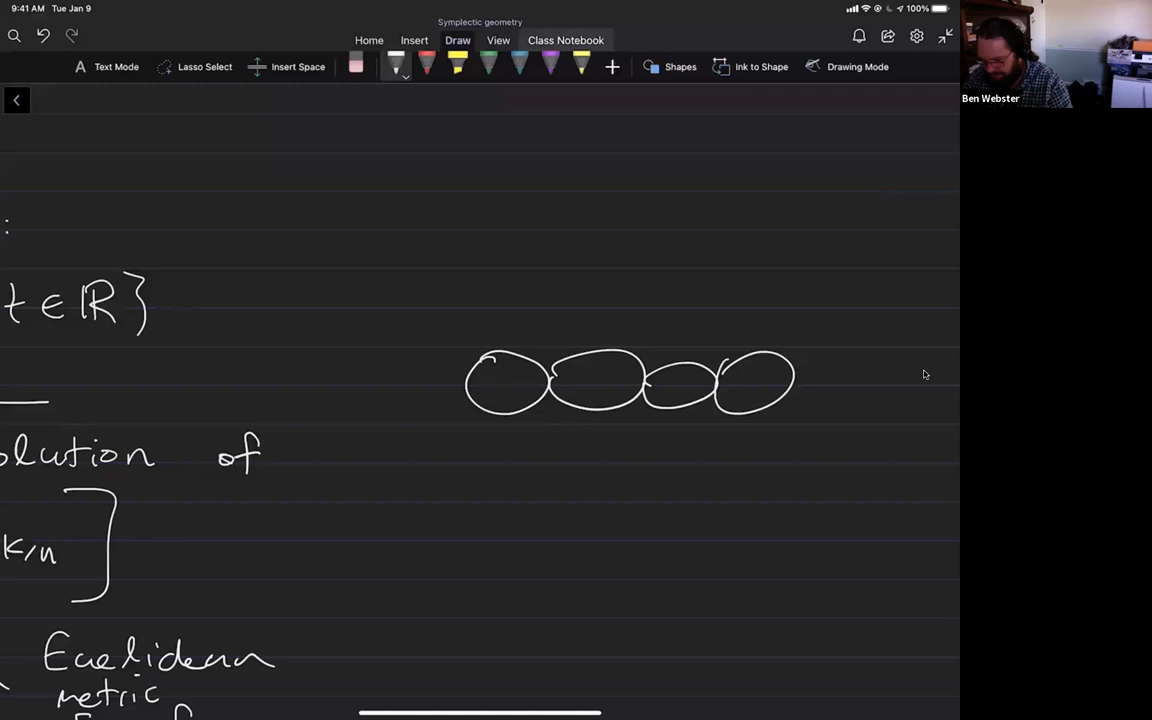 9:41 AM Tue Jan 9
100%
Symplectic geometry
Home Insert Draw View Class Notebook
Text Mode Lasso Select Insert Space Shapes Ink to Shape Drawing Mode
Ben Webster
:
t ∈ ℝ}
olution of
k/n ]
Euclidean
metric